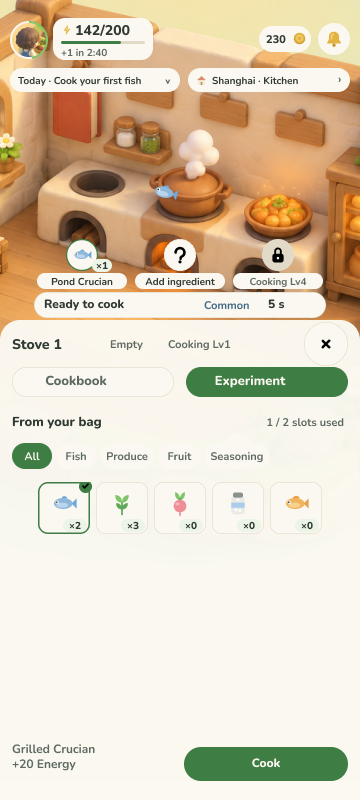 142/200
+1 in 2:40
230
Today · Cook your first fish
Shanghai · Kitchen
×1
?
Pond Crucian
Add ingredient
Cooking Lv4
Ready to cook
Common
5 s
Stove 1
Empty
Cooking Lv1
Cookbook
Experiment
From your bag
1 / 2 slots used
All
Fish
Produce
Fruit
Seasoning
×2
×3
×0
×0
×0
Grilled Crucian
+20 Energy
Cook